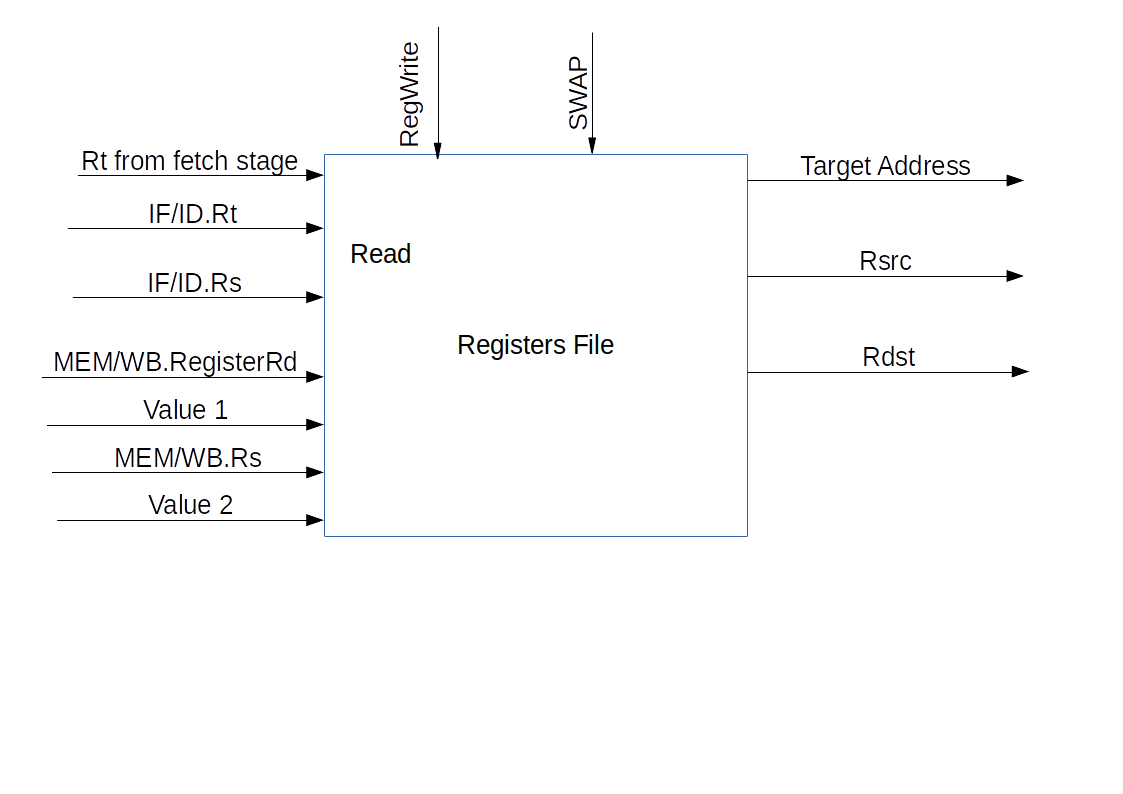 RegWrite
SWAP
Rt from fetch stage
Target Address
IF/ID.Rt
Read
Rsrc
IF/ID.Rs
Registers File
MEM/WB.RegisterRd
Rdst
Value 1
MEM/WB.Rs
Value 2